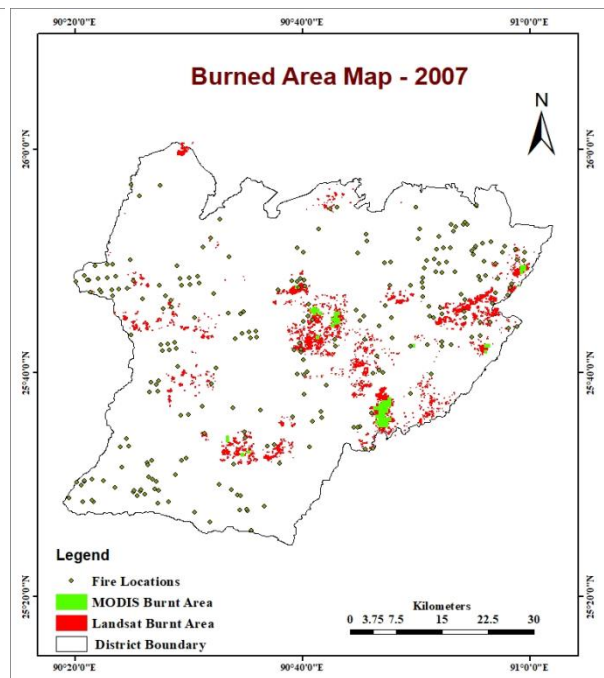 90°20'0"E 90°40'0"E 91°0'0"E
Burned Area Map - 2007
N
26°0'0"N 26°0'0"N
25°40'0"N 25°40'0"N
25°20'0"N 25°20'0"N
Legend
Fire Locations
MODIS Burnt Area
Landsat Burnt Area
District Boundary
Kilometers
0 3.75 7.5 15 22.5 30
90°20'0"E 90°40'0"E 91°0'0"E